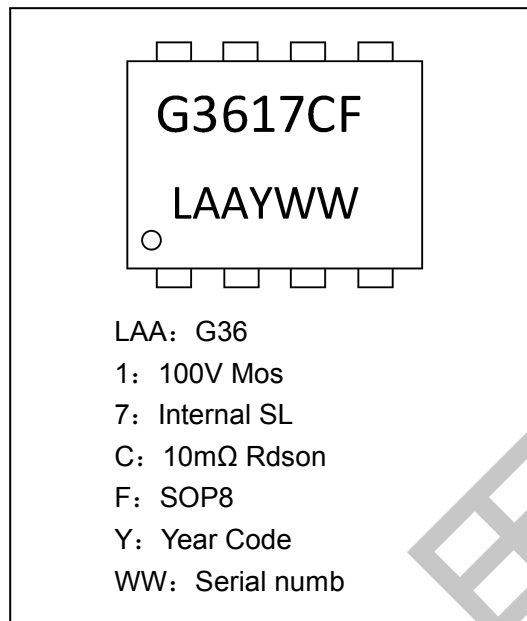 G3617CF
LAAYWW
LAA：G36
1：100V Mos
7：Internal SL
C：10mΩ Rdson
F：SOP8
Y：Year Code
WW：Serial numb